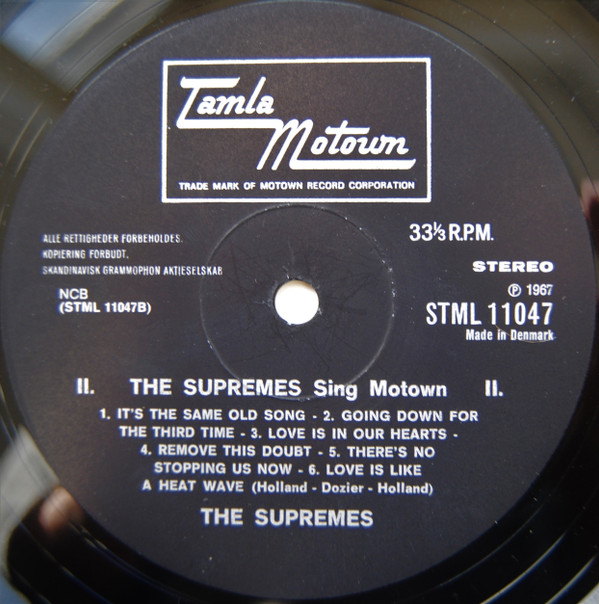 Tamla
Motown
TRADE MARK OF MOTOWN RECORD CORPORATION
33⅓ R.P.M.
ALLE RETTIGHEDER FORBEHOLDES.
KOPIERING FORBUDT.
SKANDINAVISK GRAMMOPHON AKTIESELSKAB
NCB
(STML 11047B)
STEREO
Ⓟ 1967
STML 11047
Made in Denmark
II. THE SUPREMES Sing Motown II.
1. IT'S THE SAME OLD SONG - 2. GOING DOWN FOR
THE THIRD TIME - 3. LOVE IS IN OUR HEARTS -
4. REMOVE THIS DOUBT - 5. THERE'S NO
STOPPING US NOW - 6. LOVE IS LIKE
A HEAT WAVE (Holland - Dozier - Holland)
THE SUPREMES